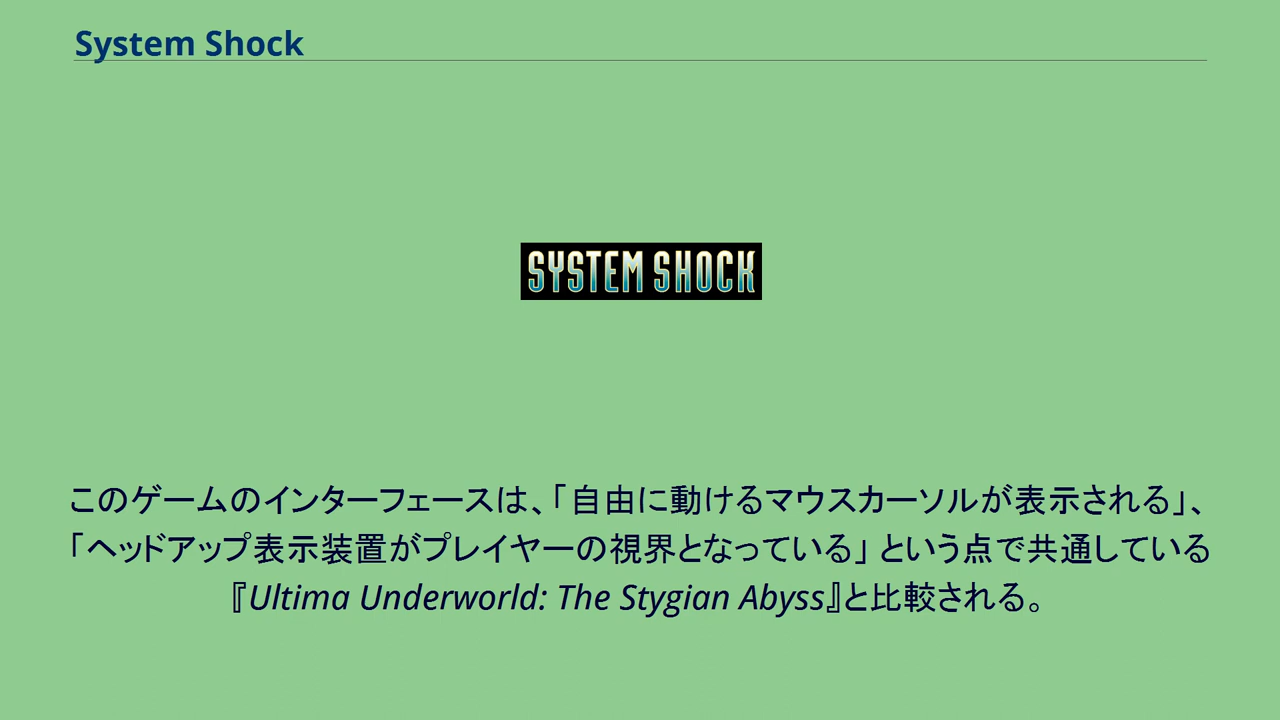 System Shock
SYSTEM SHOCK
このゲームのインターフェースは、「自由に動けるマウスカーソルが表示される」、
「ヘッドアップ表示装置がプレイヤーの視界となっている」という点で共通している
『Ultima Underworld: The Stygian Abyss』と比較される。